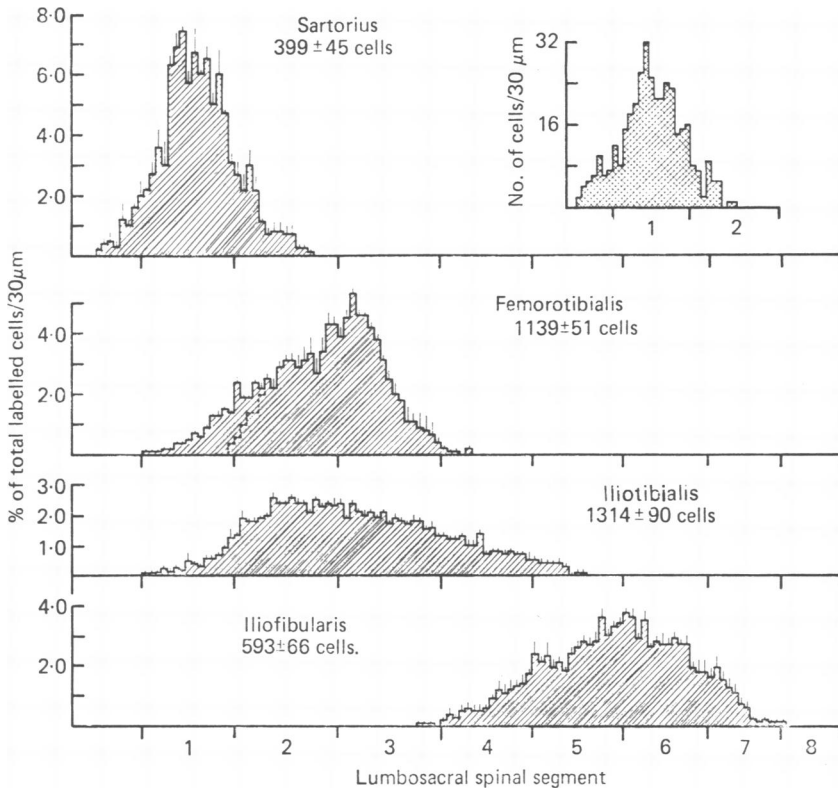 8·0
6·0
4·0
2·0
Sartorius
399 ± 45 cells
No. of cells/30 μm
32
16
1 2
% of total labelled cells/30μm
4·0
2·0
Femorotibialis
1139±51 cells
3·0
2·0
1·0
Iliotibialis
1314 ± 90 cells
4·0
2·0
Iliofibularis
593±66 cells.
1 2 3 4 5 6 7 8
Lumbosacral spinal segment